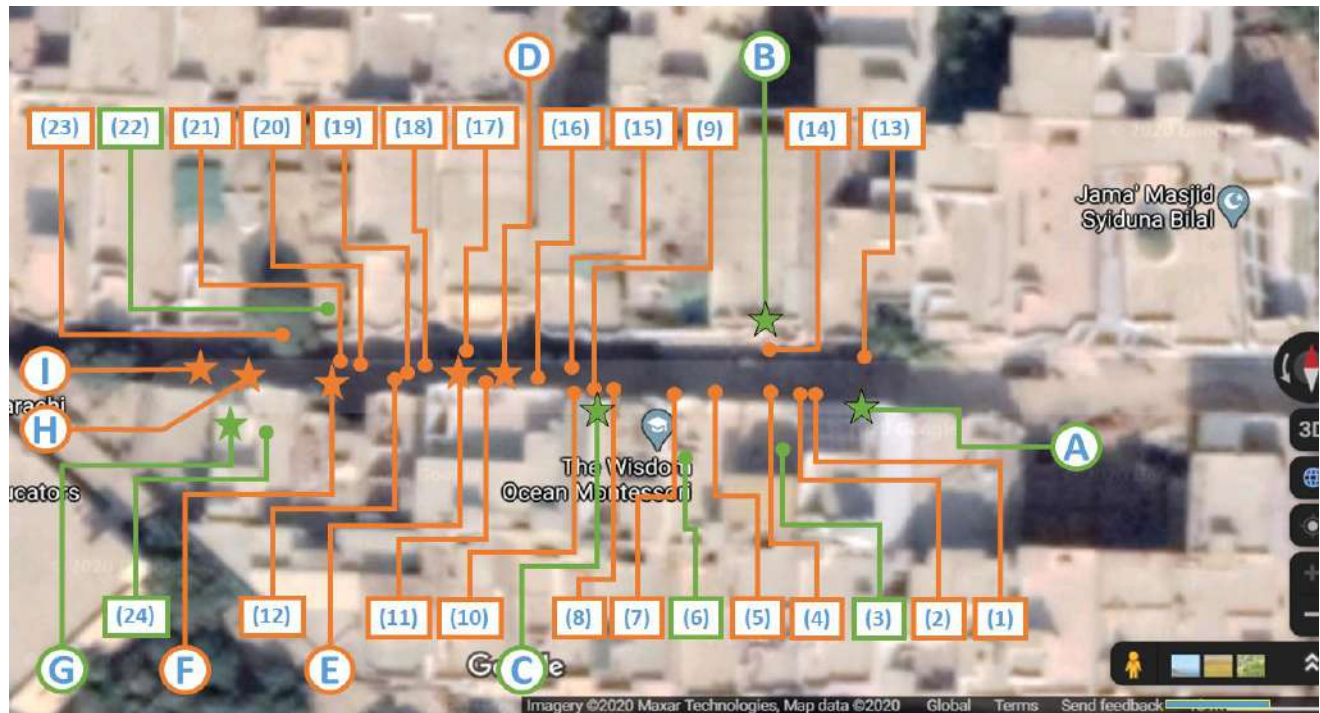 D
B
(23)
(22)
(21)
(20)
(19)
(18)
(17)
(16)
(15)
(9)
(14)
(13)
Jama' Masjid
Syiduna Bilal
I
H
3D
A
The Wisdom
Ocean Montessori
ucators
(24)
(12)
(11)
(10)
(8)
(7)
(6)
(5)
(4)
(3)
(2)
(1)
G
F
E
Google
C
Imagery ©2020 Maxar Technologies, Map data ©2020 Global Terms Send feedback